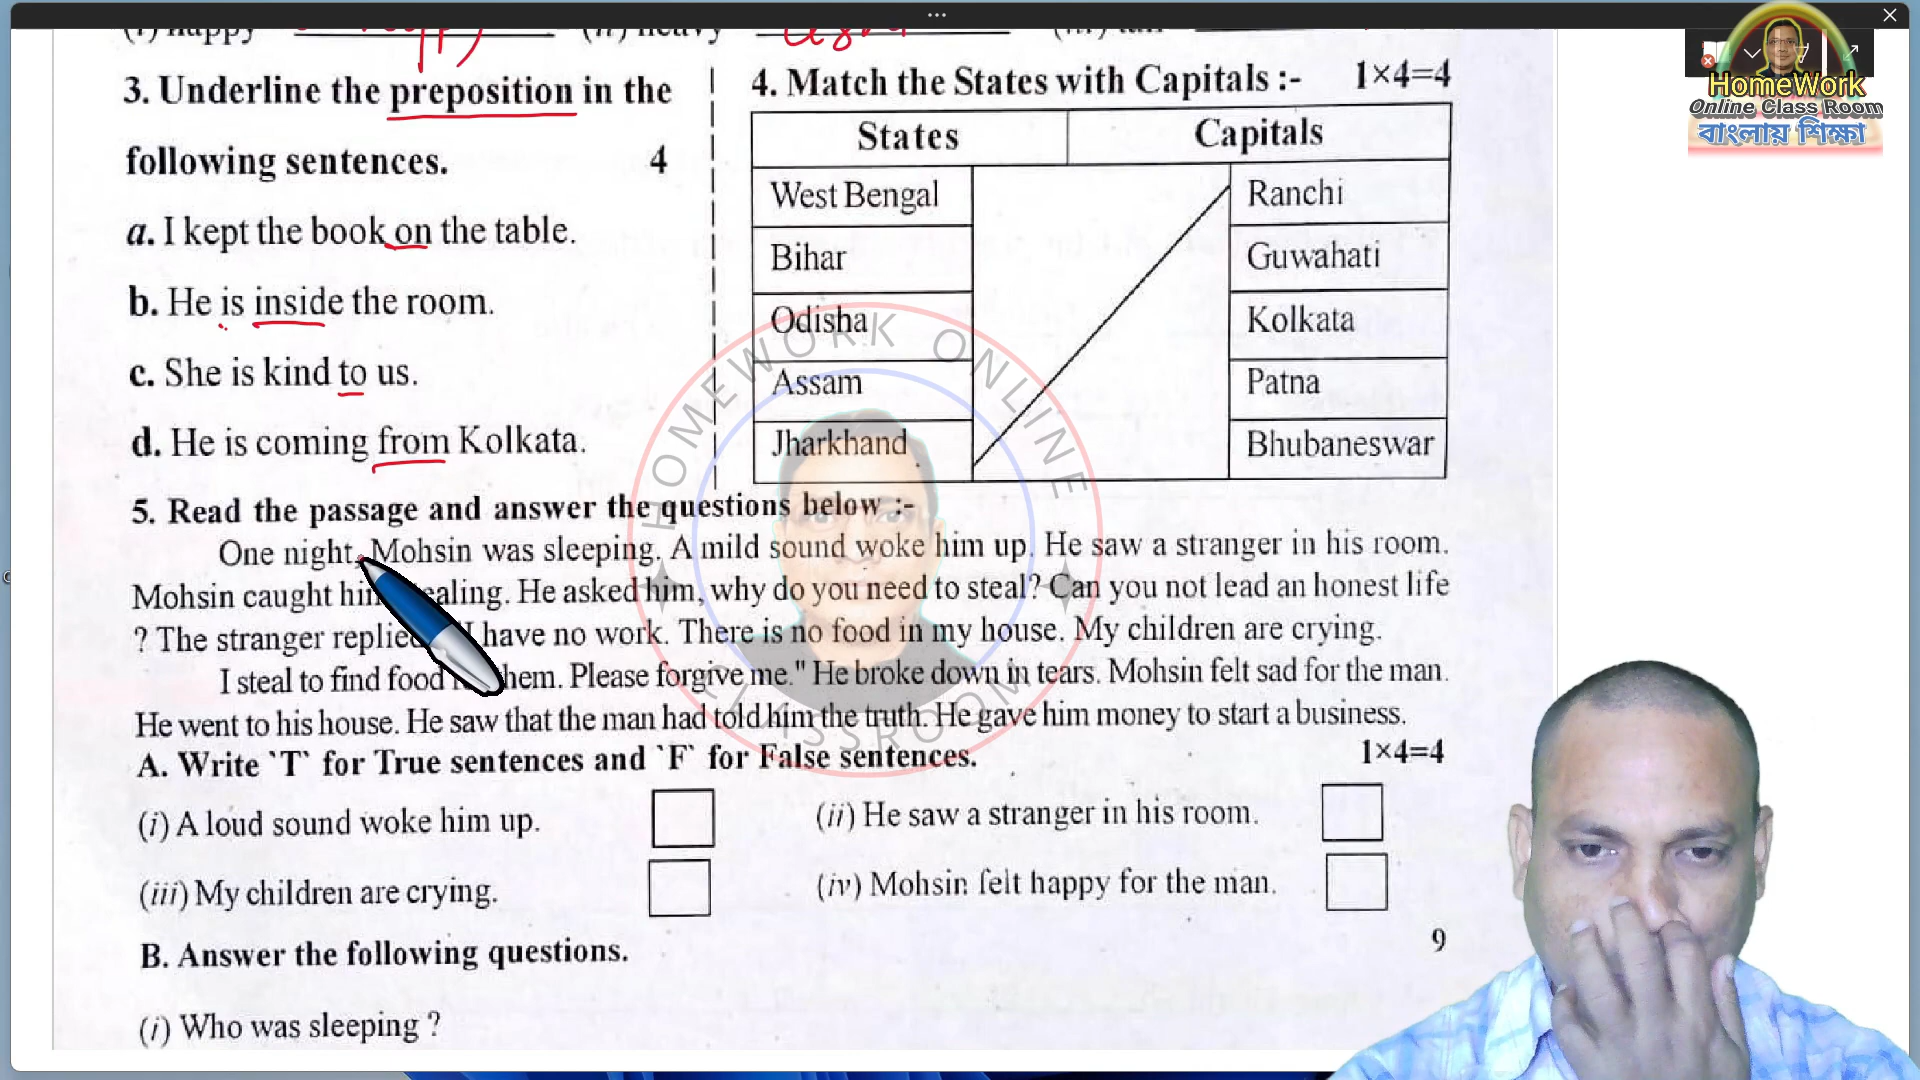 3. Underline the preposition in the
following sentences. 4
a. I kept the book on the table.
b. He is inside the room.
c. She is kind to us.
d. He is coming from Kolkata.
4. Match the States with Capitals :- 1×4=4
States Capitals
West Bengal Ranchi
Bihar Guwahati
Odisha Kolkata
Assam Patna
Jharkhand Bhubaneswar
5. Read the passage and answer the questions below :-
One night, Mohsin was sleeping. A mild sound woke him up. He saw a stranger in his room.
Mohsin caught him stealing. He asked him, why do you need to steal? Can you not lead an honest life
? The stranger replied "I have no work. There is no food in my house. My children are crying.
I steal to find food them. Please forgive me." He broke down in tears. Mohsin felt sad for the man.
He went to his house. He saw that the man had told him the truth. He gave him money to start a business.
A. Write `T` for True sentences and `F` for False sentences. 1×4=4
(i) A loud sound woke him up. (ii) He saw a stranger in his room.
(iii) My children are crying. (iv) Mohsin felt happy for the man.
B. Answer the following questions. 9
(i) Who was sleeping ?
HomeWork
Online Class Room
বাংলায় শিক্ষা
HOMEWORK ONLINE
CLASSROOM